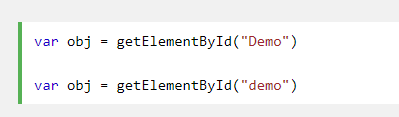 var obj = getElementById("Demo")
var obj = getElementById("demo")